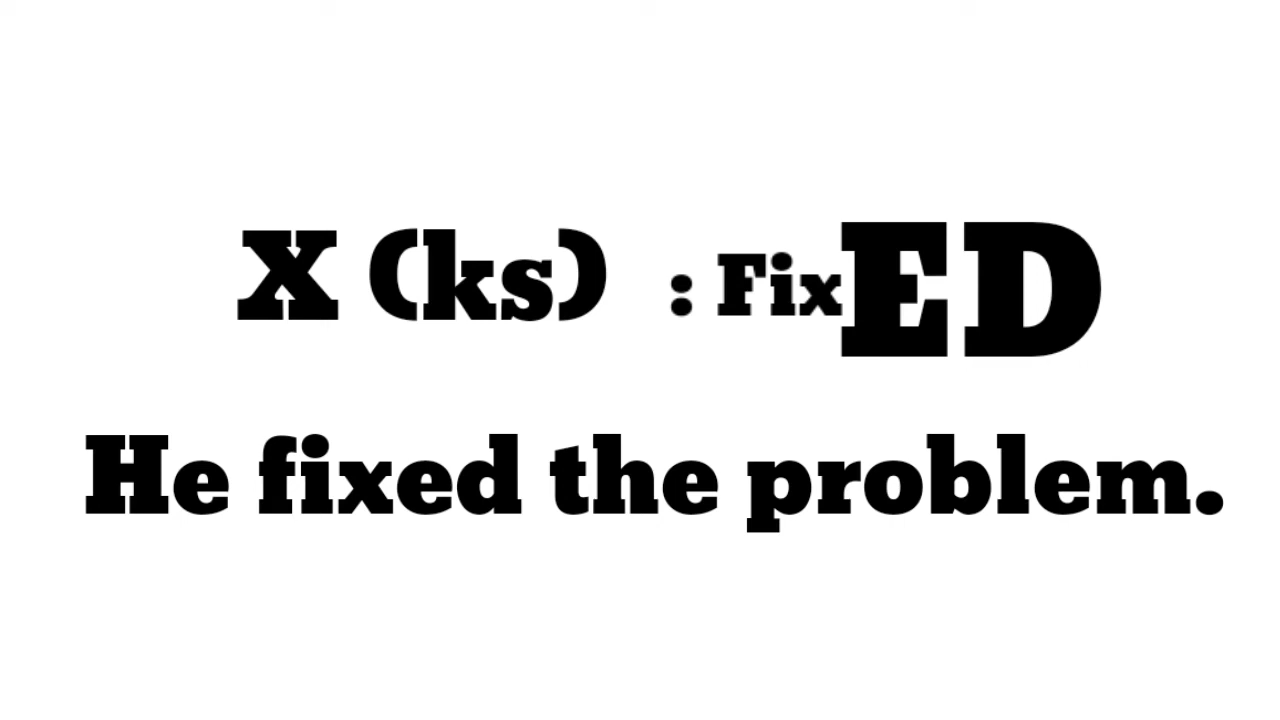 X (ks) : FixED
He fixed the problem.